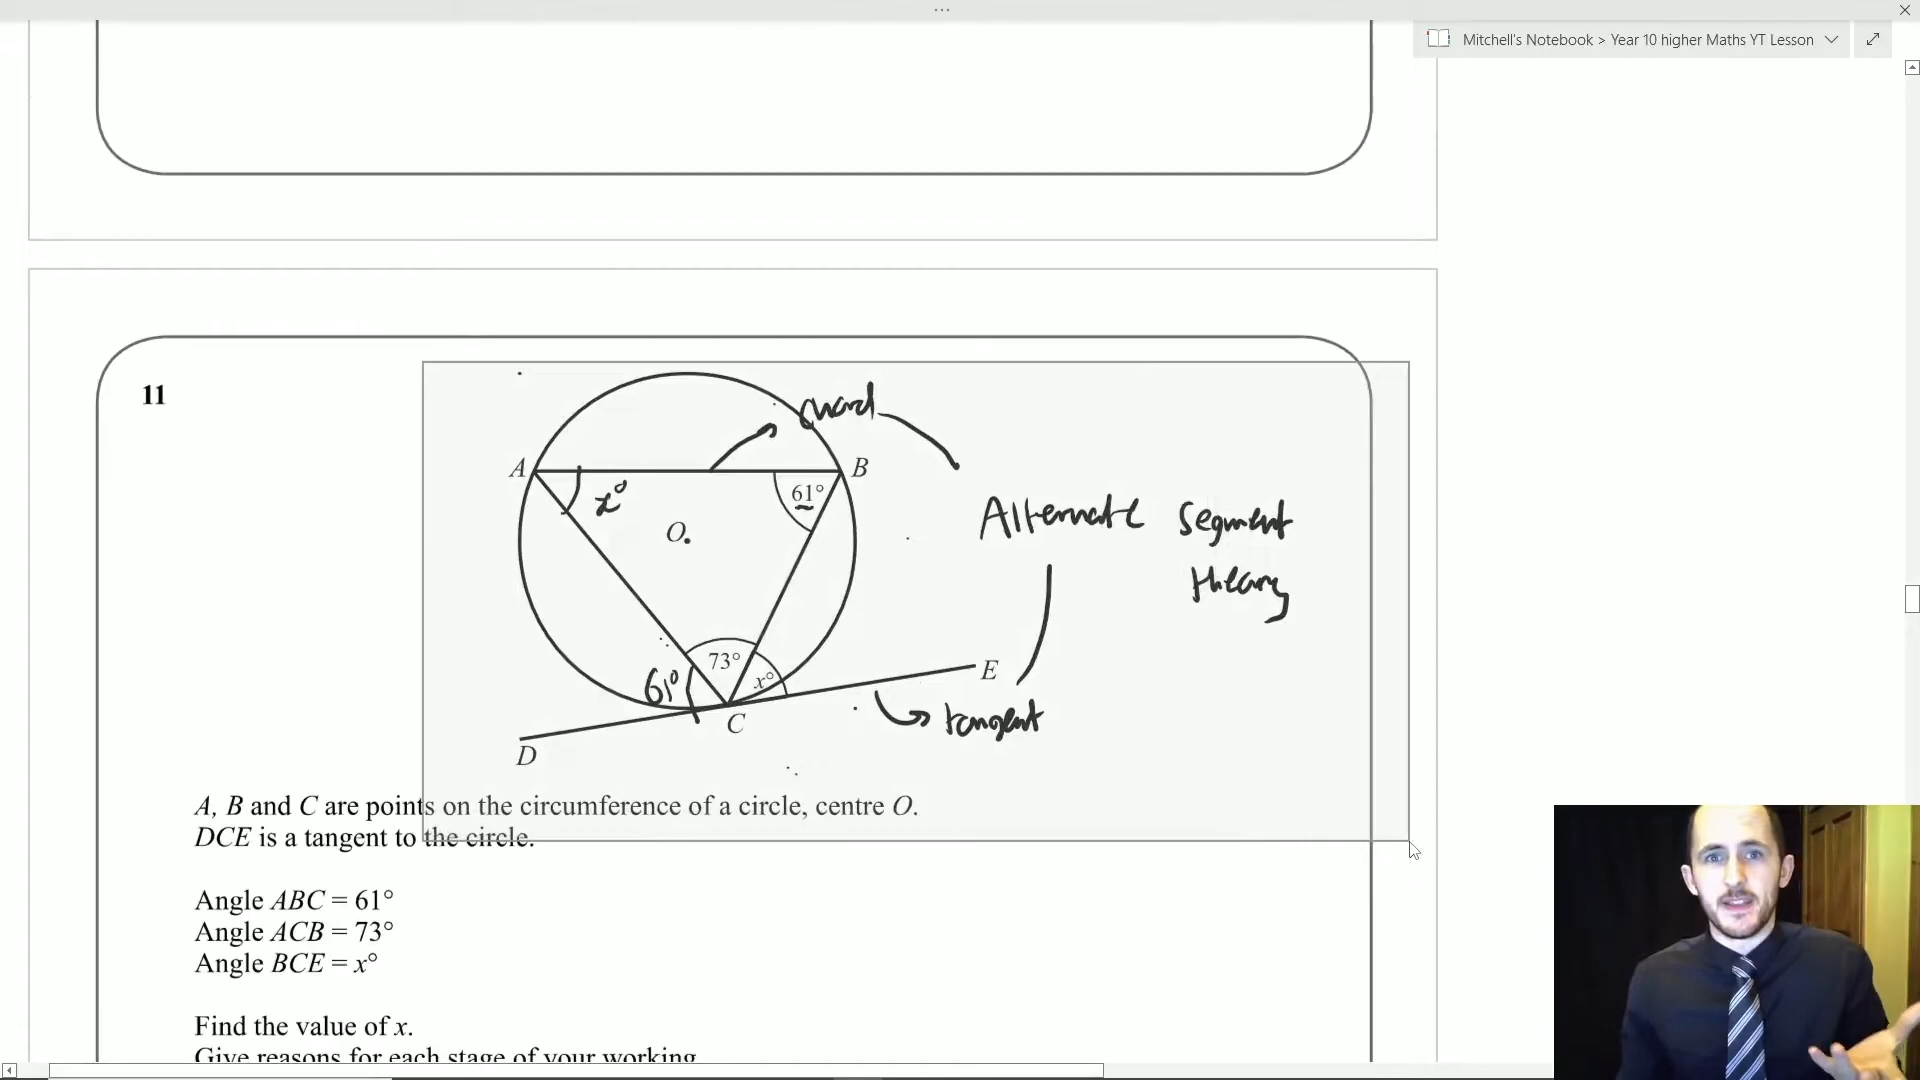 ...
Mitchell's Notebook > Year 10 higher Maths YT Lesson
11
chord
A
B
x°
61°
O.
Alternate segment
theory
73°
61°
x°
E
C
tangent
D
A, B and C are points on the circumference of a circle, centre O.
DCE is a tangent to the circle.
Angle ABC = 61°
Angle ACB = 73°
Angle BCE = x°
Find the value of x.
Give reasons for each stage of your working.